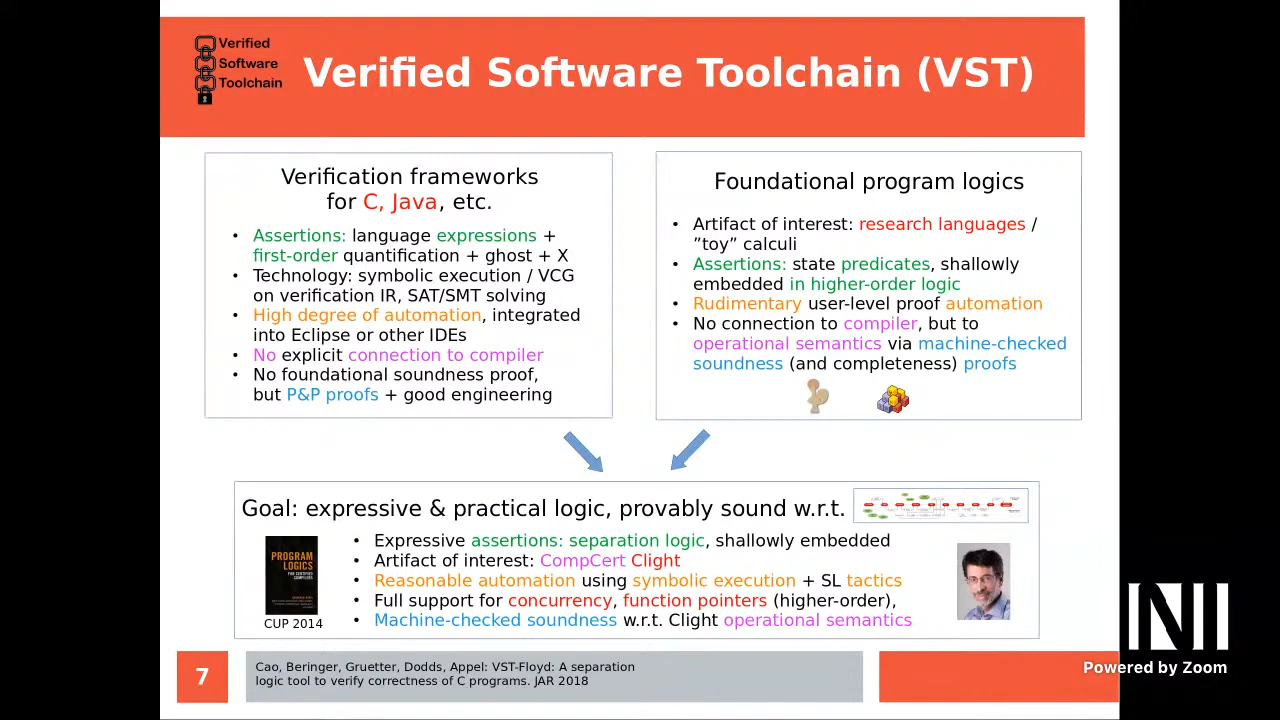 Verified
Software
Toolchain
Verified Software Toolchain (VST)
Verification frameworks
for C, Java, etc.
• Assertions: language expressions +
first-order quantification + ghost + X
• Technology: symbolic execution / VCG
on verification IR, SAT/SMT solving
• High degree of automation, integrated
into Eclipse or other IDEs
• No explicit connection to compiler
• No foundational soundness proof,
but P&P proofs + good engineering
Foundational program logics
• Artifact of interest: research languages /
”toy” calculi
• Assertions: state predicates, shallowly
embedded in higher-order logic
• Rudimentary user-level proof automation
• No connection to compiler, but to
operational semantics via machine-checked
soundness (and completeness) proofs
Goal: expressive & practical logic, provably sound w.r.t.
• Expressive assertions: separation logic, shallowly embedded
• Artifact of interest: CompCert Clight
• Reasonable automation using symbolic execution + SL tactics
• Full support for concurrency, function pointers (higher-order),
• Machine-checked soundness w.r.t. Clight operational semantics
PROGRAM
LOGICS
FOR CERTIFIED
COMPILERS
CUP 2014
7
Cao, Beringer, Gruetter, Dodds, Appel: VST-Floyd: A separation
logic tool to verify correctness of C programs. JAR 2018
NII
Powered by Zoom